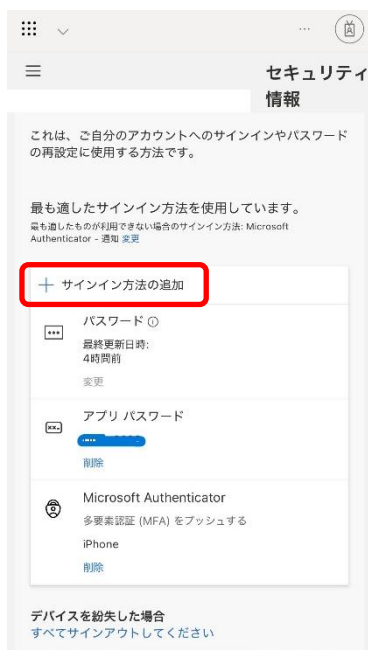 セキュリティ
情報
これは、ご自分のアカウントへのサインインやパスワード
の再設定に使用する方法です。
最も適したサインイン方法を使用しています。
最も適したものが利用できない場合のサインイン方法: Microsoft
Authenticator - 通知 変更
+ サインイン方法の追加
パスワード
最終更新日時:
4時間前
変更
アプリ パスワード
削除
Microsoft Authenticator
多要素認証 (MFA) をプッシュする
iPhone
削除
デバイスを紛失した場合
すべてサインアウトしてください